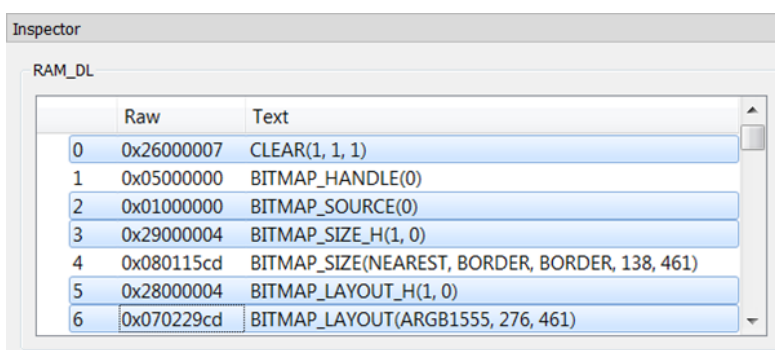 Inspector
RAM_DL
Raw Text
0 0x26000007 CLEAR(1, 1, 1)
1 0x05000000 BITMAP_HANDLE(0)
2 0x01000000 BITMAP_SOURCE(0)
3 0x29000004 BITMAP_SIZE_H(1, 0)
4 0x080115cd BITMAP_SIZE(NEAREST, BORDER, BORDER, 138, 461)
5 0x28000004 BITMAP_LAYOUT_H(1, 0)
6 0x070229cd BITMAP_LAYOUT(ARGB1555, 276, 461)